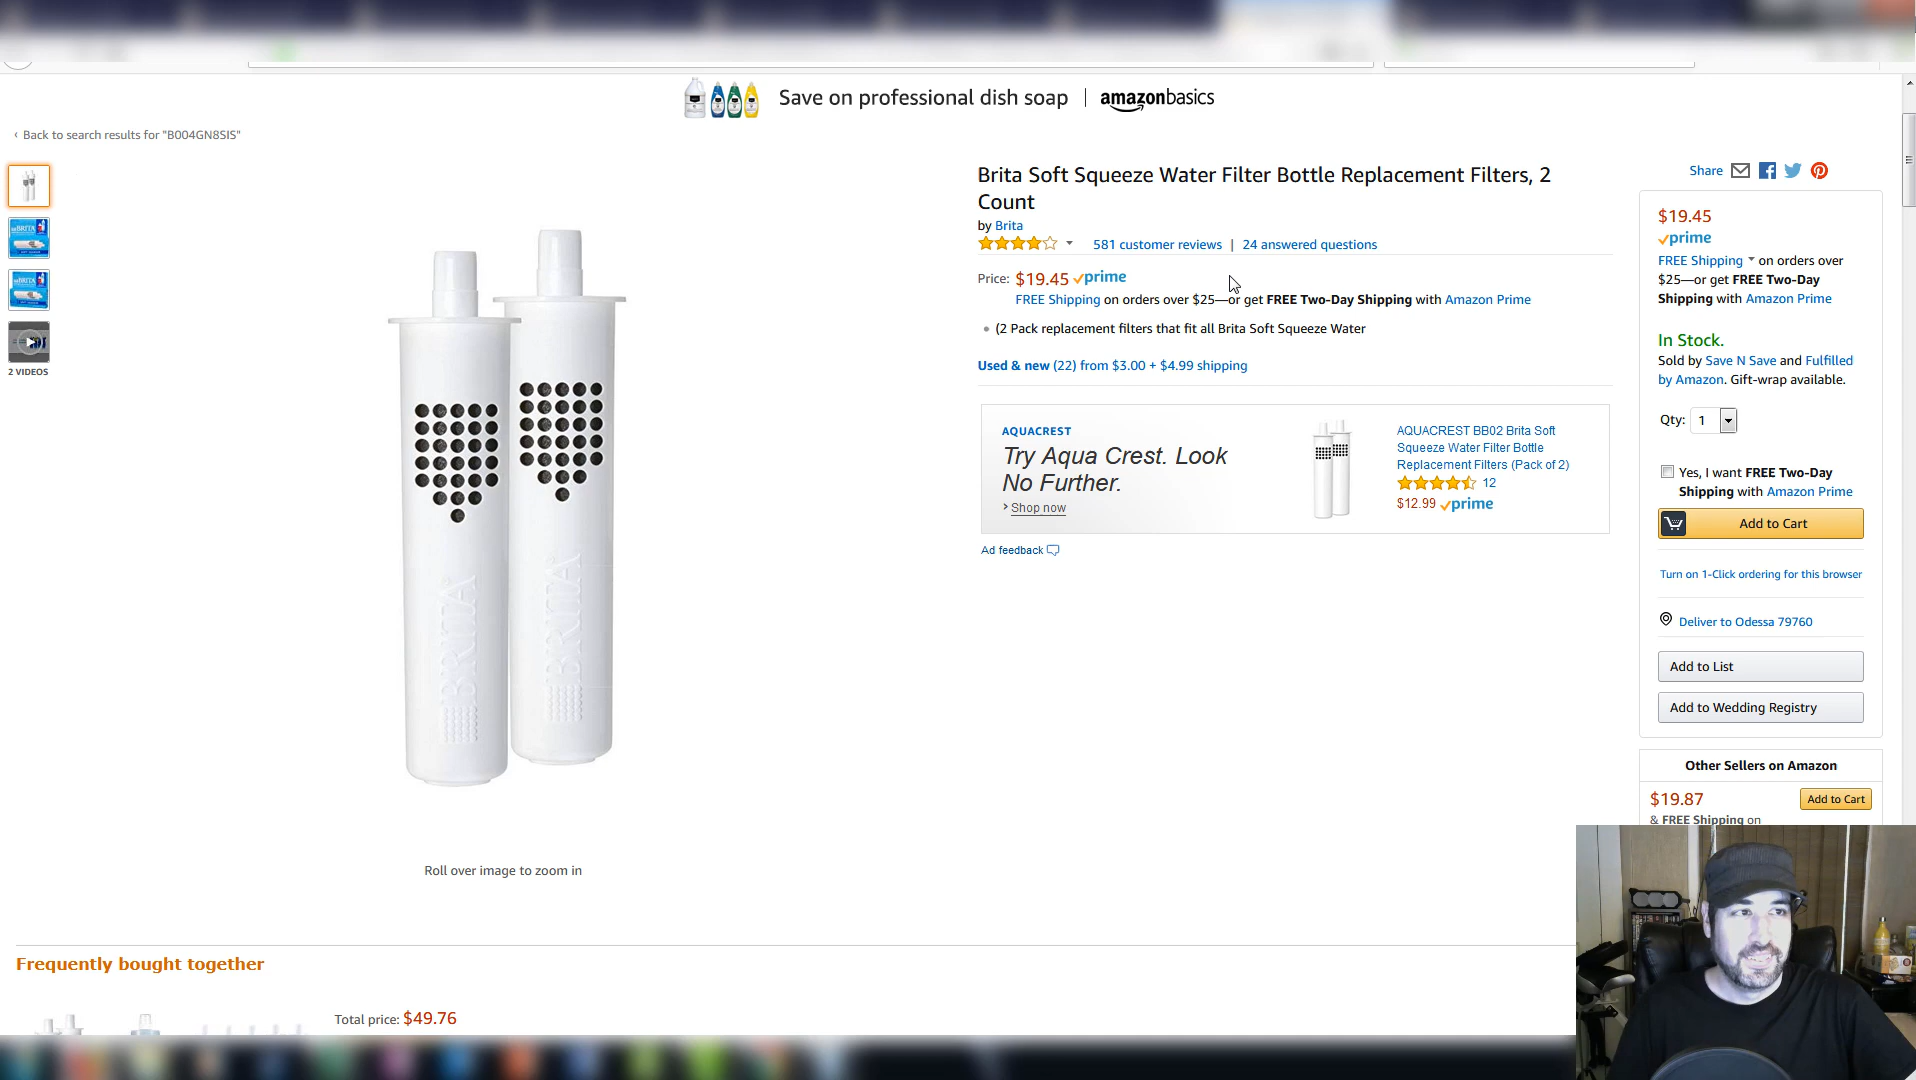 Save on professional dish soap | amazonbasics
‹ Back to search results for "B004GN8SIS"
2 VIDEOS
BRITA
BRITA
BRITA
BRITA
Roll over image to zoom in
Brita Soft Squeeze Water Filter Bottle Replacement Filters, 2
Count
by Brita
581 customer reviews | 24 answered questions
Price: $19.45 prime
FREE Shipping on orders over $25—or get FREE Two-Day Shipping with Amazon Prime
(2 Pack replacement filters that fit all Brita Soft Squeeze Water
Used & new (22) from $3.00 + $4.99 shipping
AQUACREST
Try Aqua Crest. Look
No Further.
› Shop now
AQUACREST BB02 Brita Soft
Squeeze Water Filter Bottle
Replacement Filters (Pack of 2)
12
$12.99 prime
Ad feedback
Share
$19.45
prime
FREE Shipping on orders over
$25—or get FREE Two-Day
Shipping with Amazon Prime
In Stock.
Sold by Save N Save and Fulfilled
by Amazon. Gift-wrap available.
Qty: 1
Yes, I want FREE Two-Day
Shipping with Amazon Prime
Add to Cart
Turn on 1-Click ordering for this browser
Deliver to Odessa 79760
Add to List
Add to Wedding Registry
Other Sellers on Amazon
$19.87
Add to Cart
& FREE Shipping on
Frequently bought together
Total price: $49.76